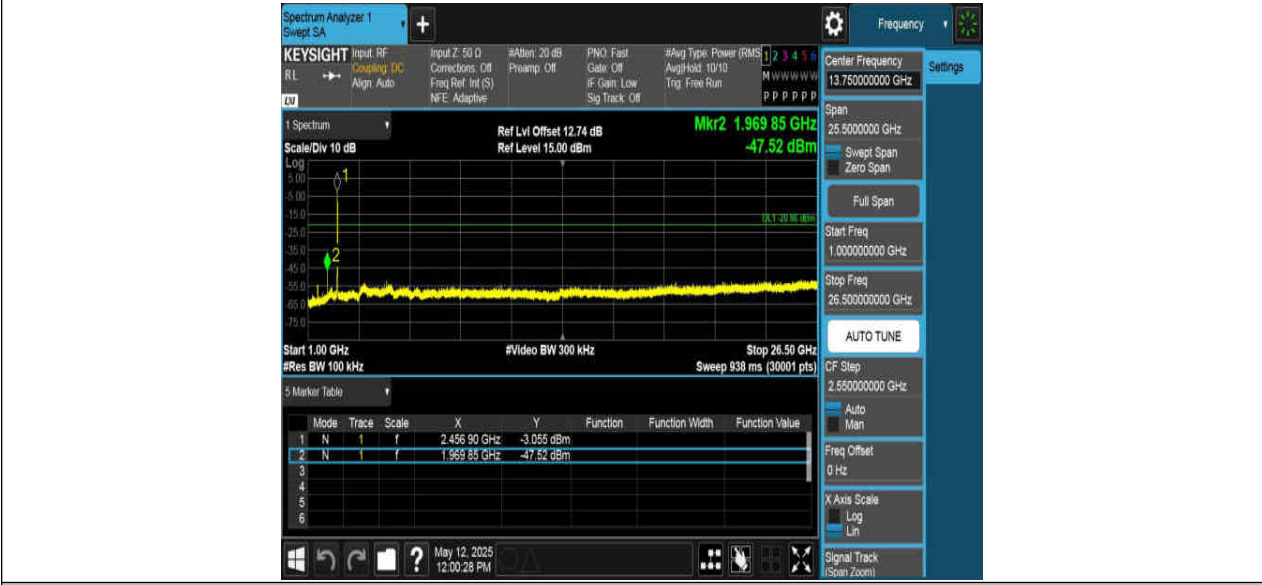 Spectrum Analyzer 1
Swept SA
+
Frequency
KEYSIGHT
RL
LXI
Input: RF
Coupling: DC
Align: Auto
Input Z: 50 Ω
Corrections: Off
Freq Ref: Int (S)
NFE: Adaptive
#Atten: 20 dB
Preamp: Off
PNO: Fast
Gate: Off
IF Gain: Low
Sig Track: Off
#Avg Type: Power (RMS
Avg|Hold: 10/10
Trig: Free Run
1 2 3 4 5 6
M W W W W W
P P P P P P
Center Frequency
13.750000000 GHz
Settings
Span
25.5000000 GHz
Swept Span
Zero Span
Full Span
Start Freq
1.000000000 GHz
Stop Freq
26.500000000 GHz
AUTO TUNE
CF Step
2.550000000 GHz
Auto
Man
Freq Offset
0 Hz
X Axis Scale
Log
Lin
Signal Track
(Span Zoom)
1 Spectrum
Scale/Div 10 dB
Ref Lvl Offset 12.74 dB
Ref Level 15.00 dBm
Mkr2 1.969 85 GHz
-47.52 dBm
Log
5.00
-5.00
-15.0
-25.0
-35.0
-45.0
-55.0
-65.0
-75.0
1
2
Start 1.00 GHz
#Res BW 100 kHz
#Video BW 300 kHz
Stop 26.50 GHz
Sweep 938 ms (30001 pts)
5 Marker Table
Mode Trace Scale X Y Function Function Width Function Value
1 N 1 f 2.456 90 GHz -3.055 dBm
2 N 1 f 1.969 85 GHz -47.52 dBm
3
4
5
6
?
May 12, 2025
12:00:28 PM